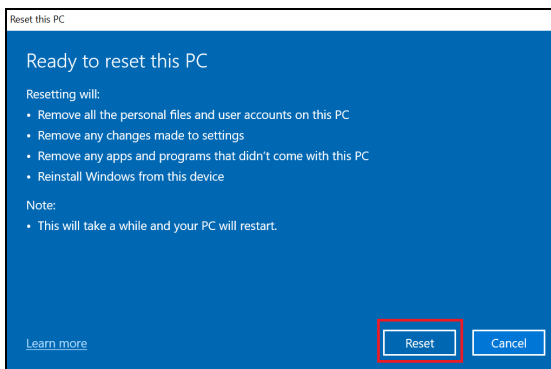 Reset this PC
Ready to reset this PC
Resetting will:
• Remove all the personal files and user accounts on this PC
• Remove any changes made to settings
• Remove any apps and programs that didn't come with this PC
• Reinstall Windows from this device
Note:
• This will take a while and your PC will restart.
Learn more
Reset
Cancel